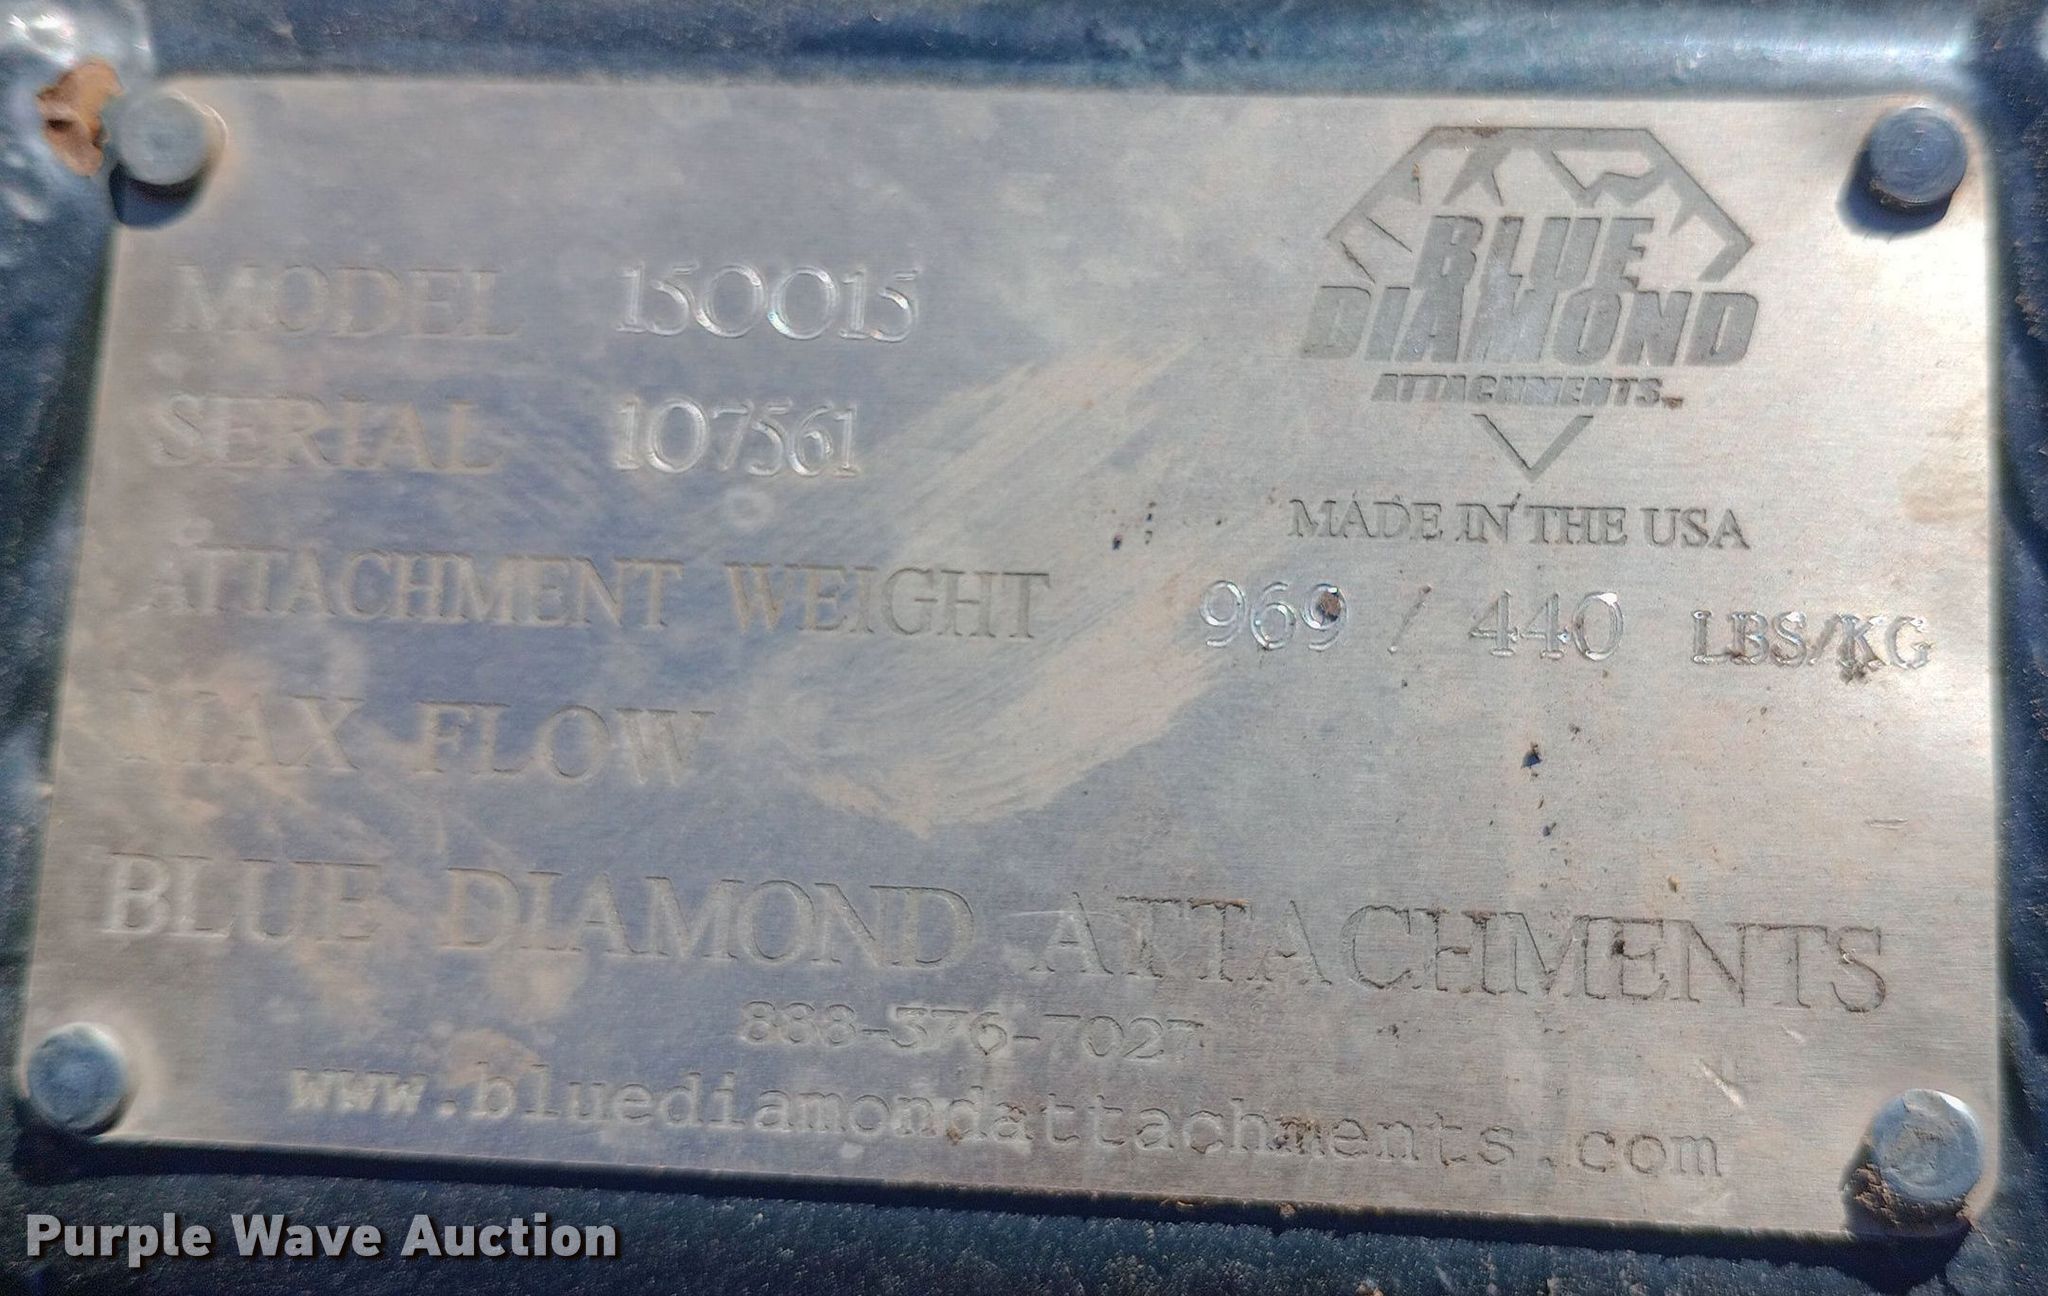 BLUE
DIAMOND
ATTACHMENTS
MODEL 150015
SERIAL 107561
MADE IN THE USA
ATTACHMENT WEIGHT 969 / 440 LBS/KG
MAX FLOW
BLUE DIAMOND ATTACHMENTS
888-376-7027
www.bluediamondattachments.com
Purple Wave Auction